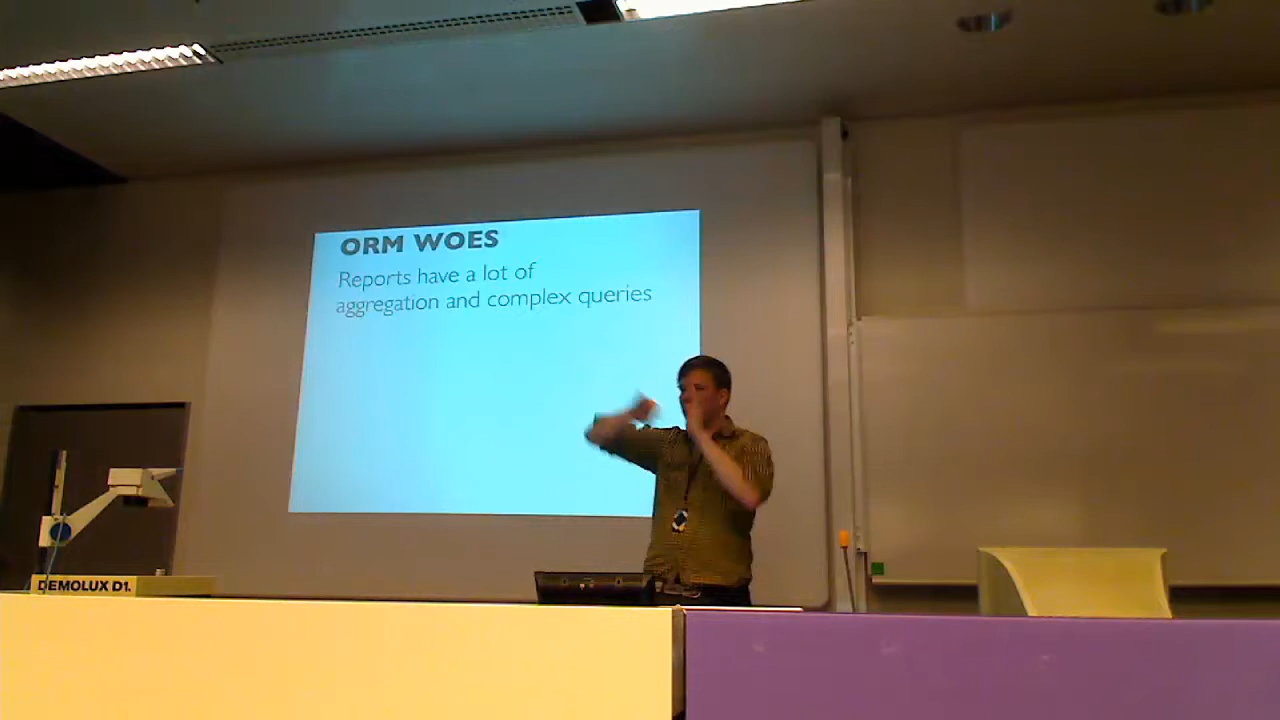 ORM WOES
Reports have a lot of
aggregation and complex queries
DEMOLUX D1.